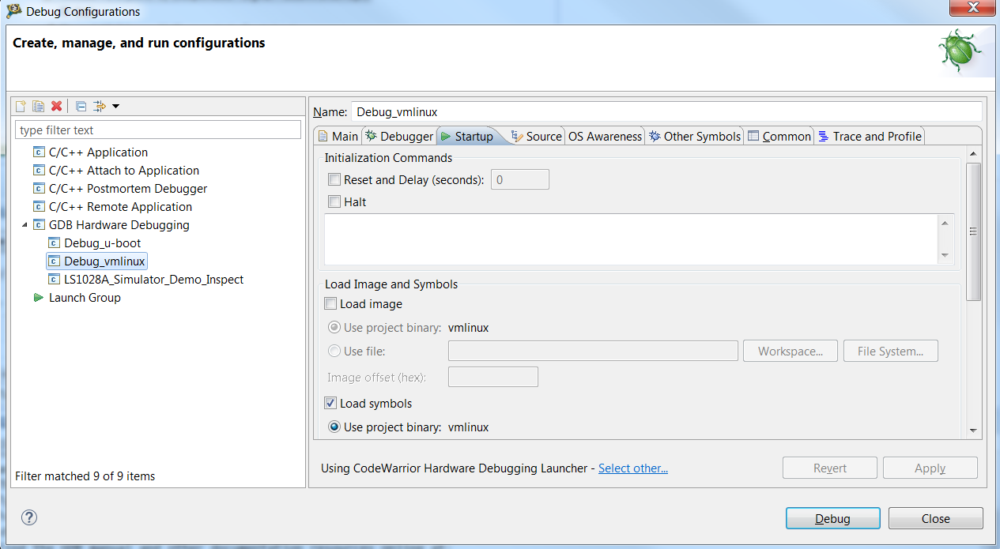 Debug Configurations
Create, manage, and run configurations
type filter text
C/C++ Application
C/C++ Attach to Application
C/C++ Postmortem Debugger
C/C++ Remote Application
GDB Hardware Debugging
Debug_u-boot
Debug_vmlinux
LS1028A_Simulator_Demo_Inspect
Launch Group
Filter matched 9 of 9 items
Name: Debug_vmlinux
Main Debugger Startup Source OS Awareness Other Symbols Common Trace and Profile
Initialization Commands
Reset and Delay (seconds): 0
Halt
Load Image and Symbols
Load image
Use project binary: vmlinux
Use file: Workspace... File System...
Image offset (hex):
Load symbols
Use project binary: vmlinux
Using CodeWarrior Hardware Debugging Launcher - Select other...
Revert Apply
Debug Close